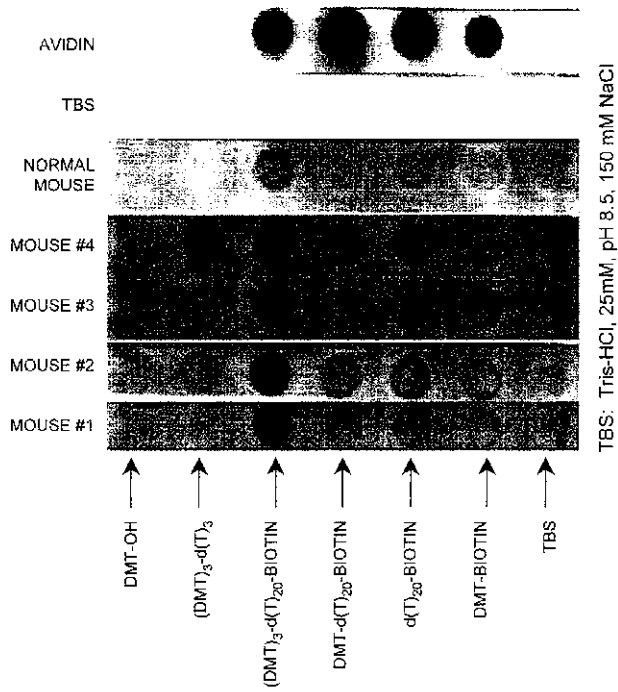 AVIDIN
TBS
NORMAL
MOUSE
MOUSE #4
MOUSE #3
MOUSE #2
MOUSE #1
DMT-OH
(DMT)₃-d(T)₃
(DMT)₃-d(T)₂₀-BIOTIN
DMT-d(T)₂₀-BIOTIN
d(T)₂₀-BIOTIN
DMT-BIOTIN
TBS
TBS: Tris-HCl, 25mM, pH 8.5, 150 mM NaCl